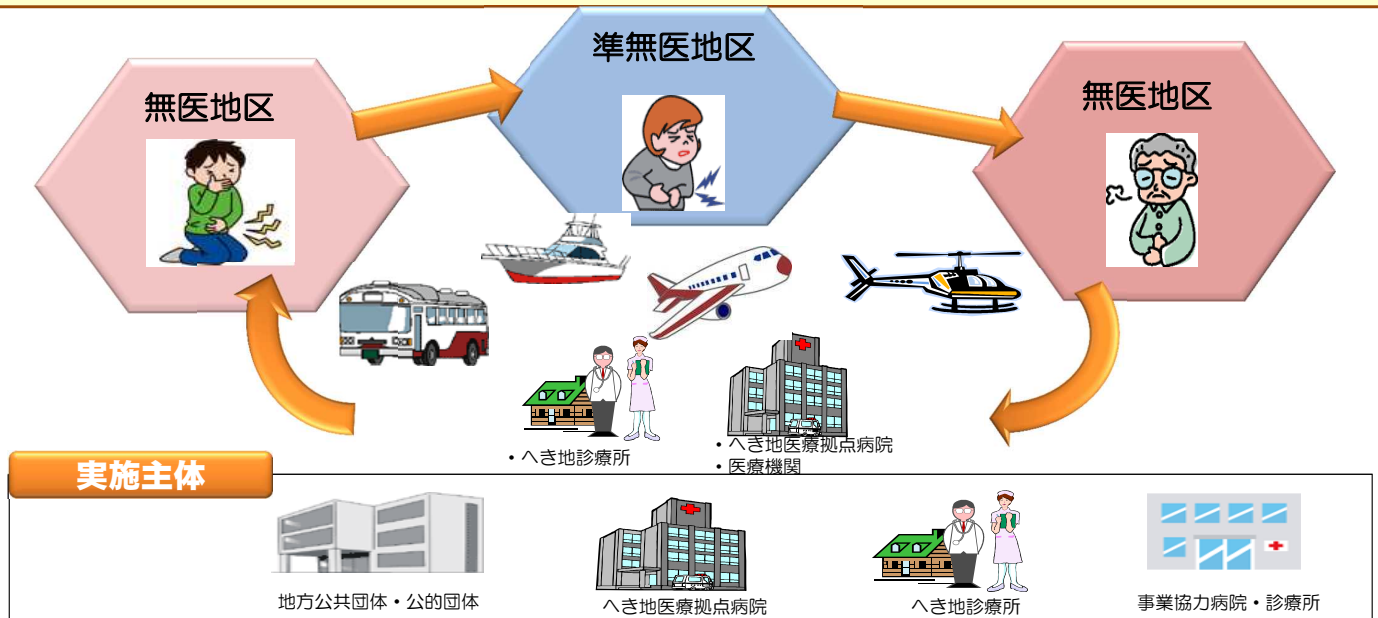 無医地区
準無医地区
無医地区
・へき地診療所
・へき地医療拠点病院
・医療機関
実施主体
地方公共団体・公的団体
へき地医療拠点病院
へき地診療所
事業協力病院・診療所